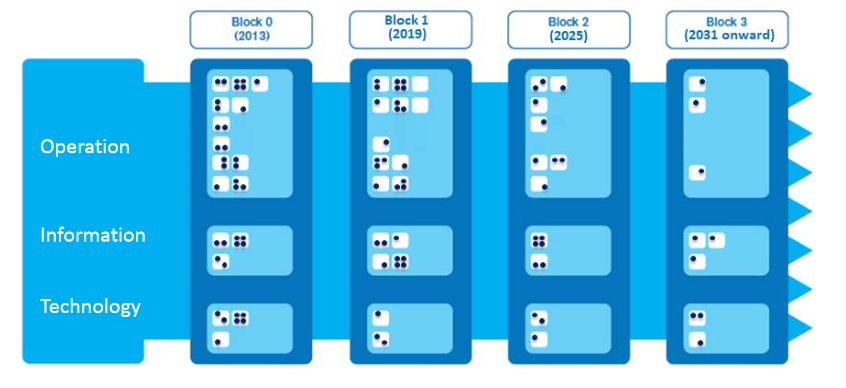 Block 0
(2013)
Block 1
(2019)
Block 2
(2025)
Block 3
(2031 onward)
Operation
Information
Technology